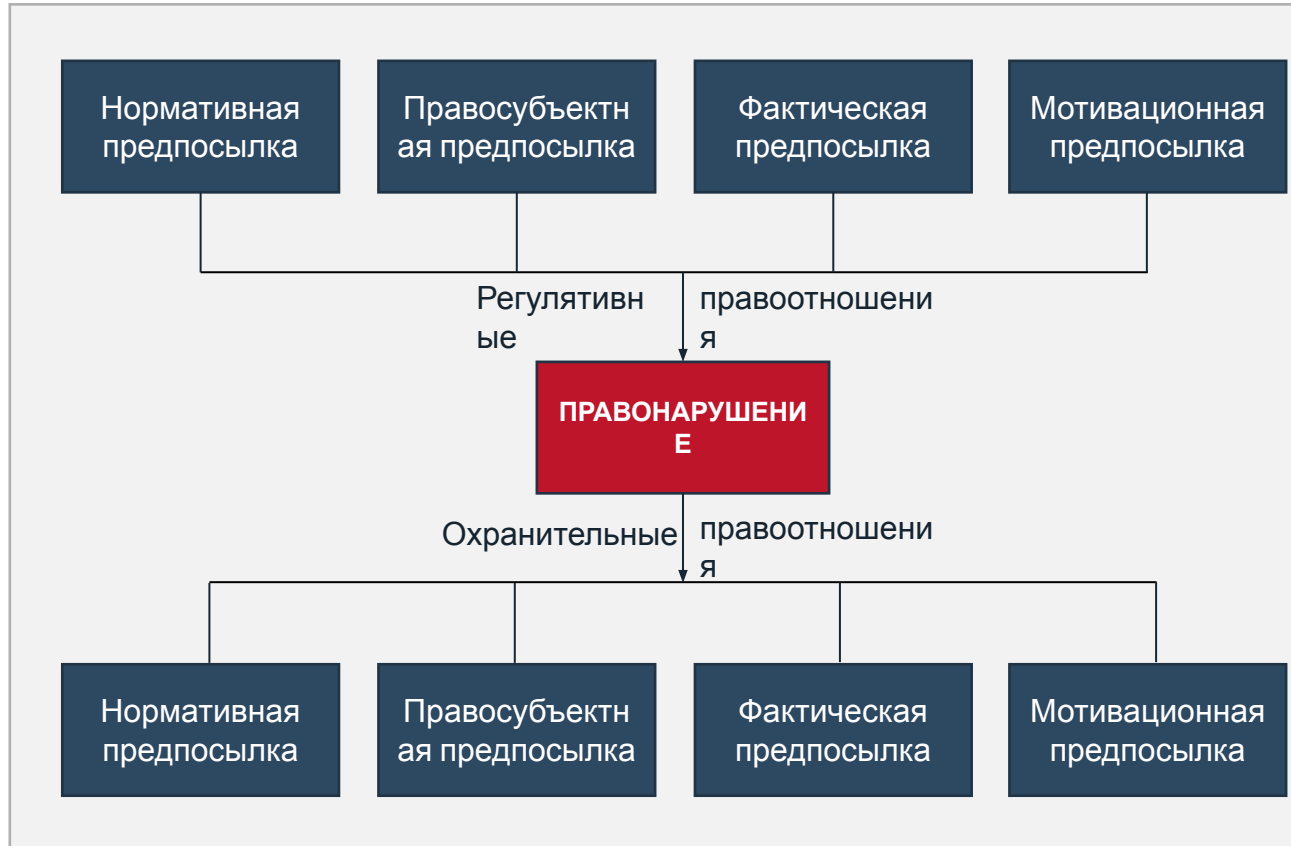 Нормативная
предпосылка
Правосубъектн
ая предпосылка
Фактическая
предпосылка
Мотивационная
предпосылка
Регулятивн
ые
правоотношени
я
ПРАВОНАРУШЕНИ
Е
Охранительные
правоотношени
я
Нормативная
предпосылка
Правосубъектн
ая предпосылка
Фактическая
предпосылка
Мотивационная
предпосылка